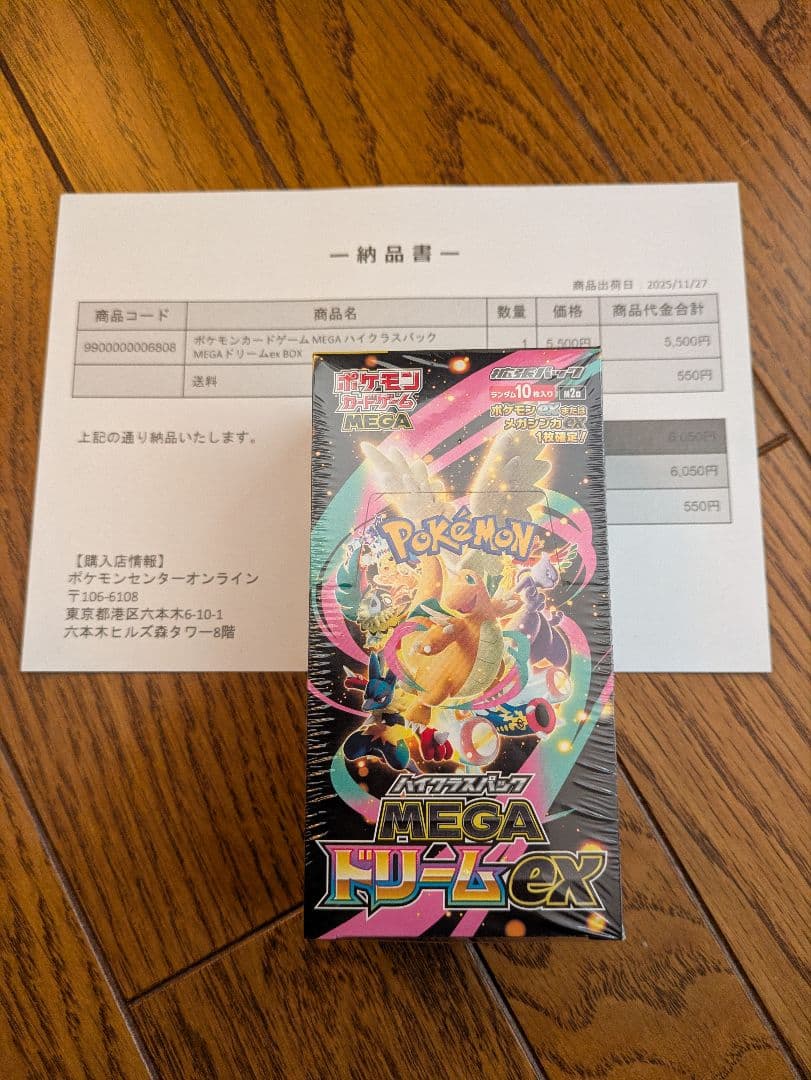 ー納品書ー
商品出荷日 2025/11/27
商品コード 商品名 数量 価格 商品代金合計
9900000006808 ポケモンカードゲーム MEGA ハイクラスパック 1 5,500円 5,500円
MEGAドリームex BOX
送料 550円
上記の通り納品いたします。
6,050円
6,050円
550円
【購入店情報】
ポケモンセンターオンライン
〒106-6108
東京都港区六本木6-10-1
六本木ヒルズ森タワー8階
ポケモン
カードゲーム
MEGA
拡張パック
ランダム10枚入り M2a
ポケモンexまたは
メガシンカex
1枚確定!
POKéMON
ハイクラスパック
MEGA
ドリームex